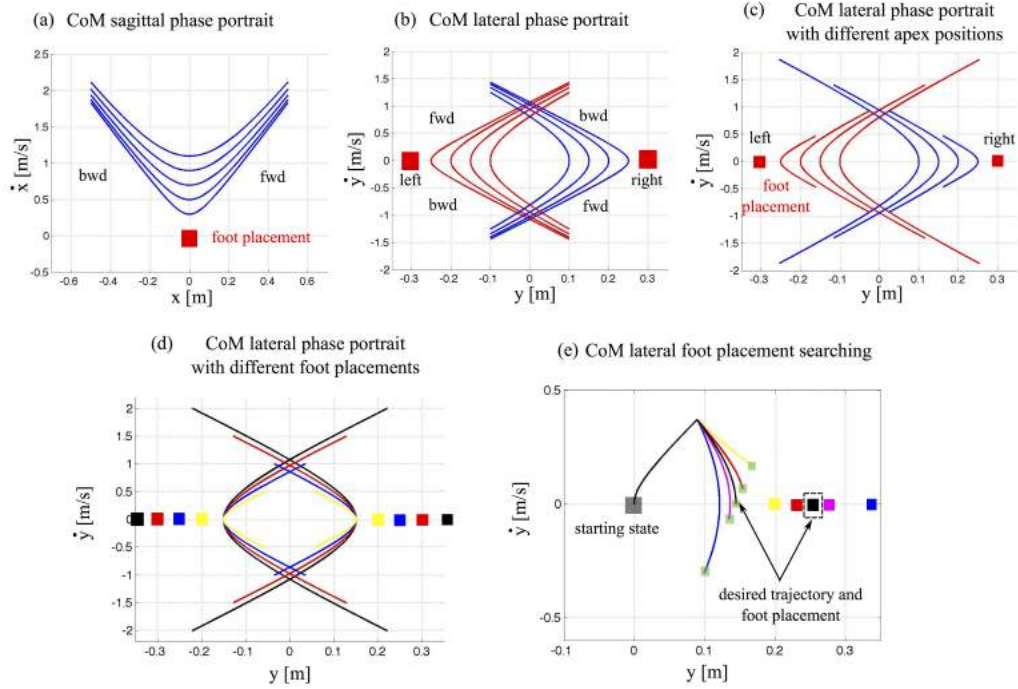 (a) CoM sagittal phase portrait
2.5
2
1.5
1
0.5
0
0.5
ẋ [m/s]
bwd
fwd
foot placement
-0.6 -0.4 -0.2 0 0.2 0.4 0.6
x [m]
(b) CoM lateral phase portrait
2
1.5
1
0.5
0
-0.5
-1
-1.5
-2
ẏ [m/s]
fwd
bwd
left
right
bwd
fwd
-0.3 -0.2 -0.1 0 0.1 0.2 0.3
y [m]
(c) CoM lateral phase portrait
with different apex positions
2
1.5
1
0.5
0
-0.5
-1
-1.5
-2
ẏ [m/s]
left
right
foot
placement
-0.3 -0.2 -0.1 0 0.1 0.2 0.3
y [m]
(d) CoM lateral phase portrait
with different foot placements
2
1.5
1
0.5
0
-0.5
-1
-1.5
-2
ẏ [m/s]
-0.3 -0.2 -0.1 0 0.1 0.2 0.3
y [m]
(e) CoM lateral foot placement searching
0.5
0
-0.5
ẏ [m/s]
starting state
desired trajectory and
foot placement
0 0.1 0.2 0.3
y [m]